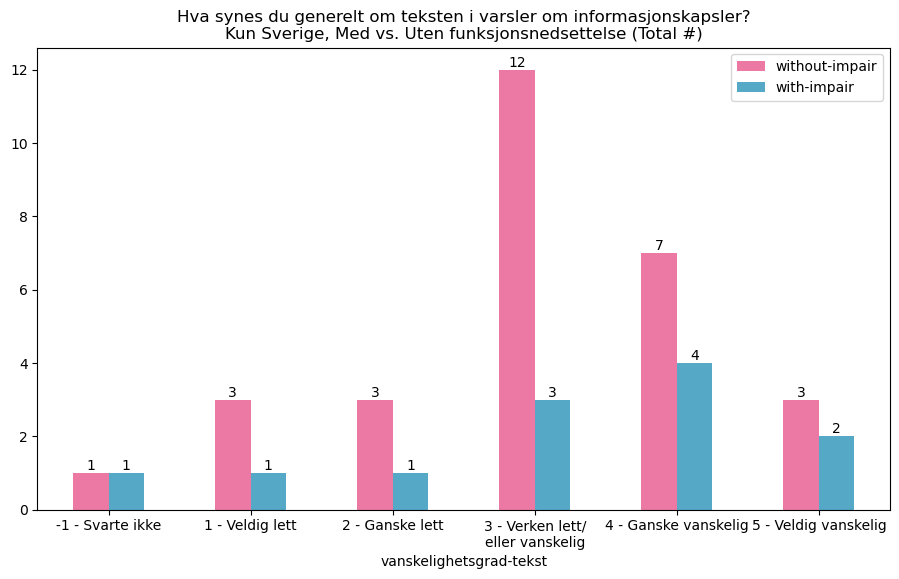 Hva synes du generelt om teksten i varsler om informasjonskapsler?
Kun Sverige, Med vs. Uten funksjonsnedsettelse (Total #)
without-impair
with-impair
12
10
8
6
4
2
0
1
1
3
1
3
1
12
3
7
4
3
2
-1 - Svarte ikke
1 - Veldig lett
2 - Ganske lett
3 - Verken lett/
eller vanskelig
4 - Ganske vanskelig
5 - Veldig vanskelig
vanskelighetsgrad-tekst